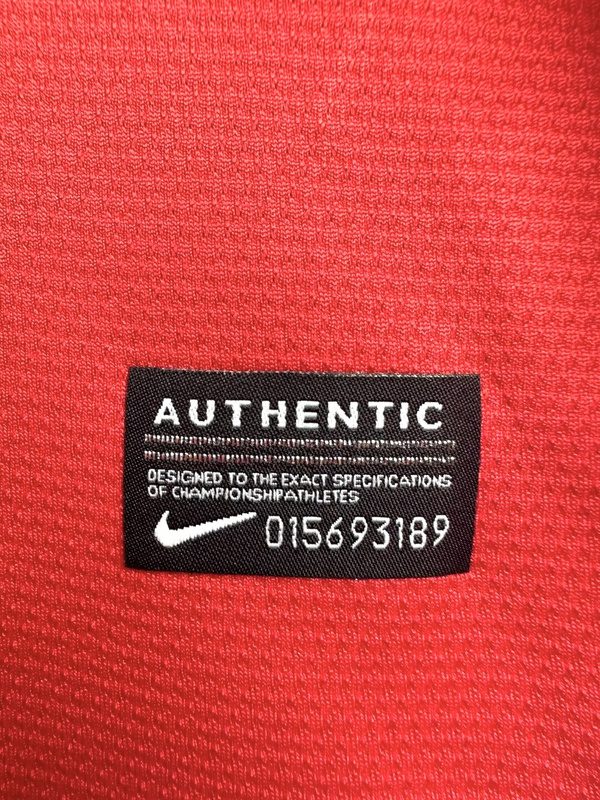 AUTHENTIC
DESIGNED TO THE EXACT SPECIFICATIONS
OF CHAMPIONSHIPATHLETES
015693189